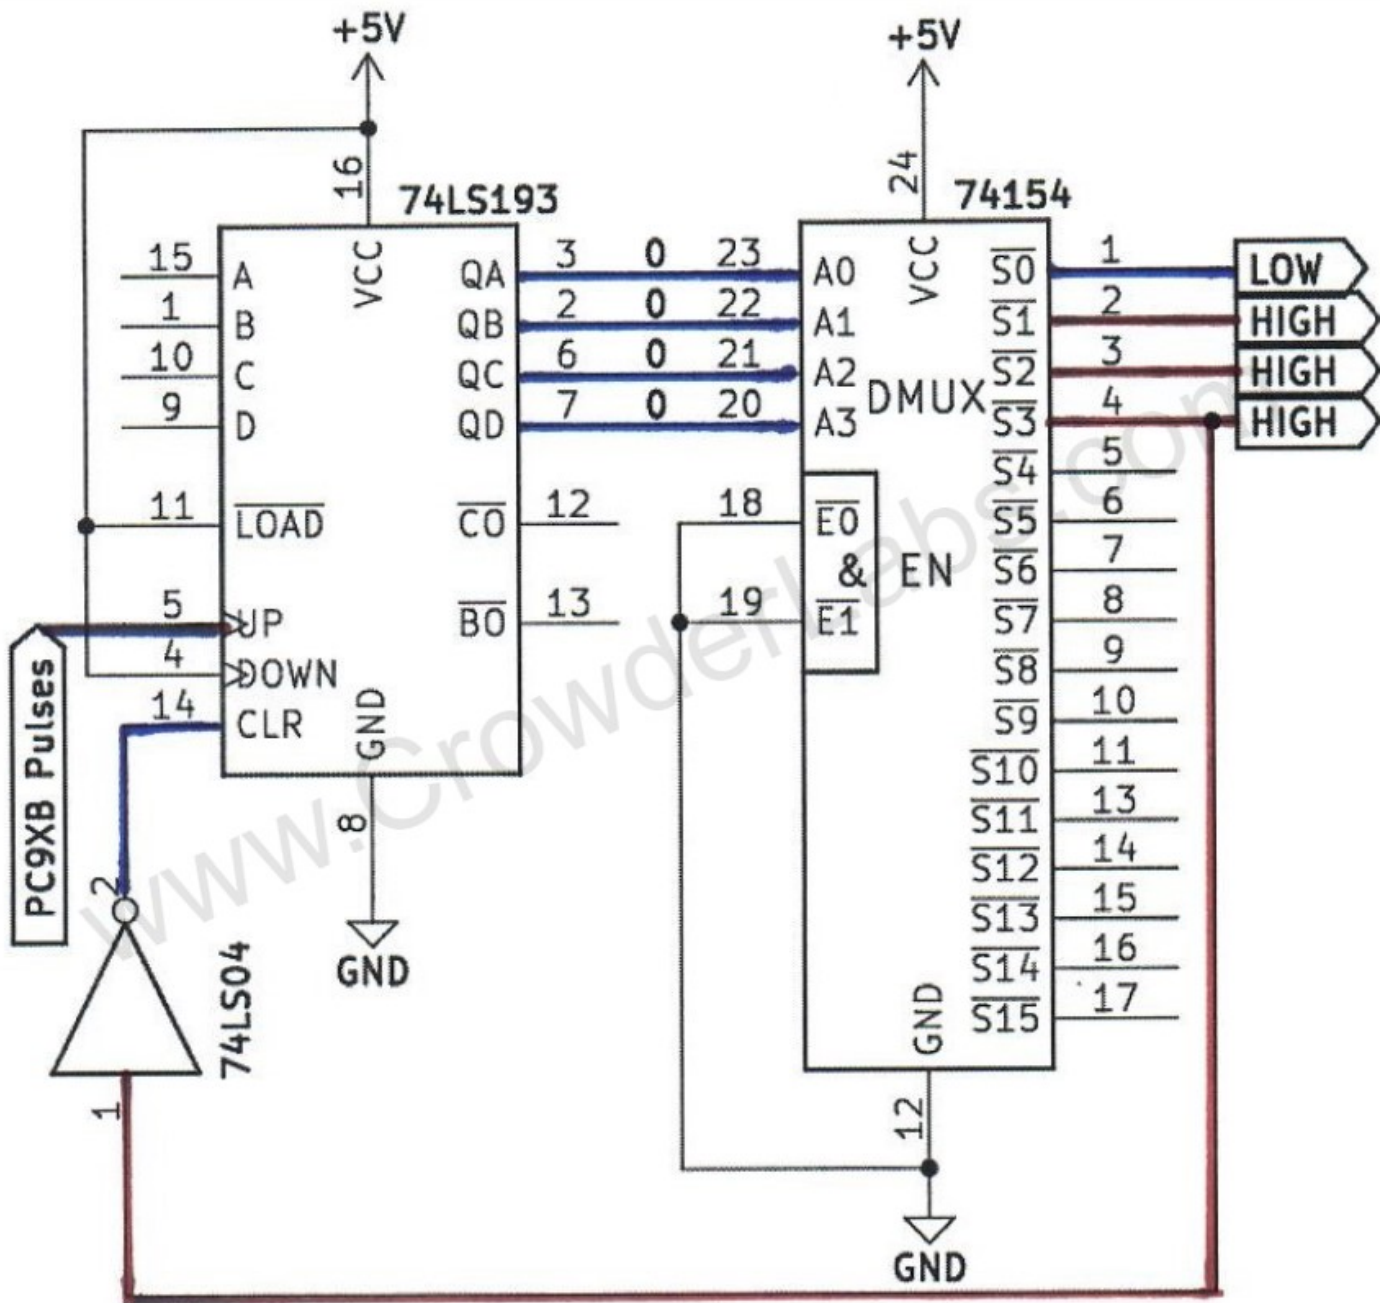 +5V
+5V
16
24
74LS193
74154
15 A VCC QA 3 0 23 A0 VCC S0 1 LOW
1 B QB 2 0 22 A1 S1 2 HIGH
10 C QC 6 0 21 A2 S2 3 HIGH
9 D QD 7 0 20 A3 DMUX S3 4 HIGH
S4 5
11 LOAD CO 12 18 E0 S5 6
& EN S6 7
5 UP BO 13 19 E1 S7 8
4 DOWN S8 9
14 CLR GND S9 10
S10 11
8 S11 13
S12 14
S13 15
GND S14 16
GND S15 17
PC9XB Pulses
2
74LS04
1
12
GND
www.CrowderLabs.com